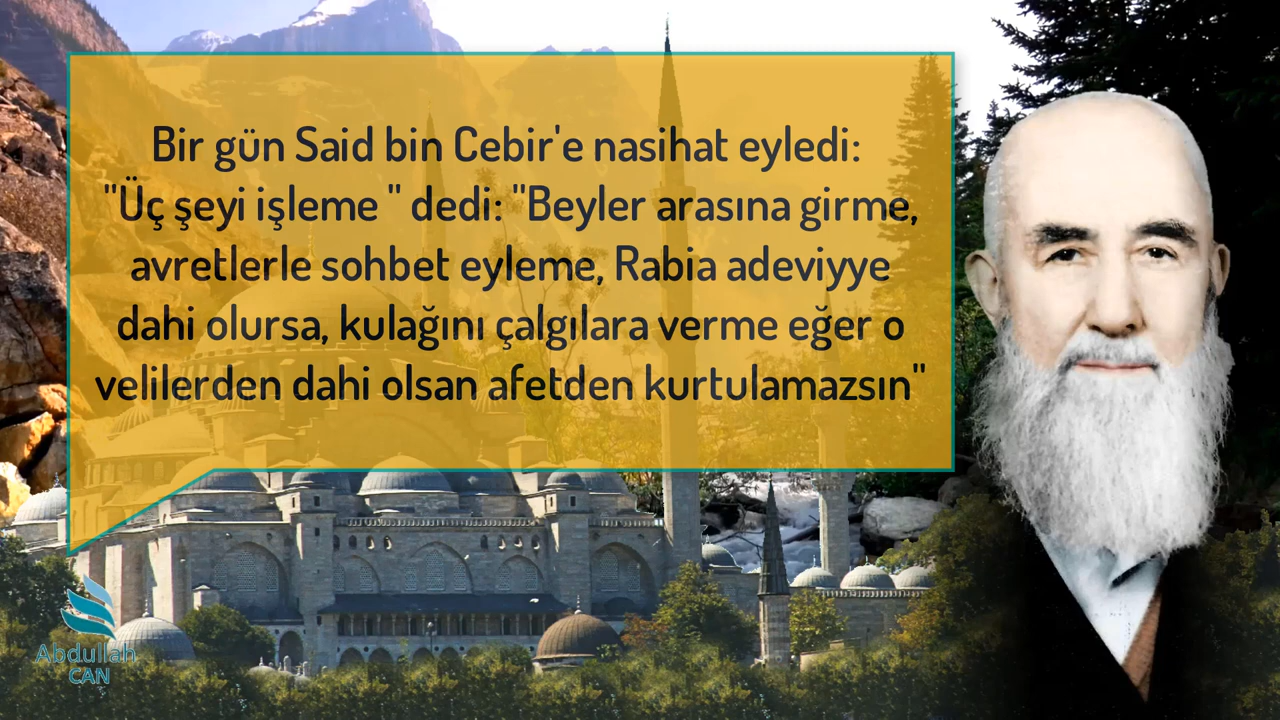 Bir gün Said bin Cebir'e nasihat eyledi:
"Üç şeyi işleme " dedi: "Beyler arasına girme,
avretlerle sohbet eyleme, Rabia adeviyye
dahi olursa, kulağını çalgılara verme eğer o
velilerden dahi olsan afetden kurtulamazsın"
Abdullah
CAN